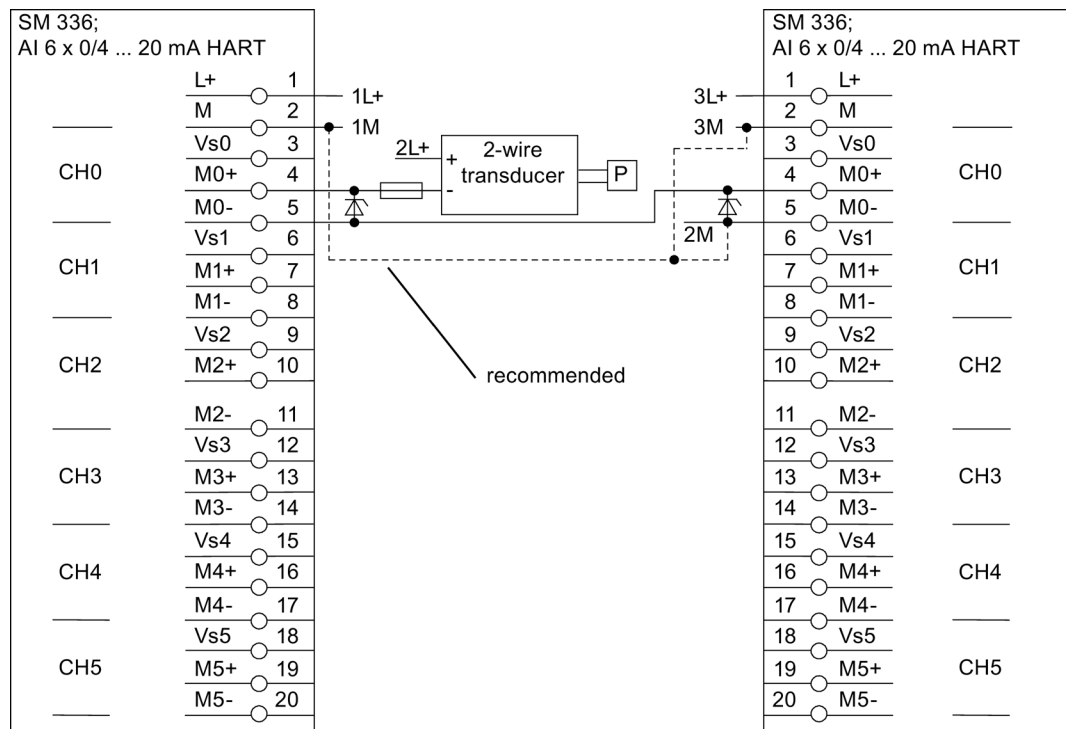 SM 336;
AI 6 x 0/4 ... 20 mA HART
L+ 1
M 2
Vs0 3
CH0 M0+ 4
M0- 5
Vs1 6
CH1 M1+ 7
M1- 8
Vs2 9
CH2 M2+ 10
M2- 11
Vs3 12
CH3 M3+ 13
M3- 14
Vs4 15
CH4 M4+ 16
M4- 17
Vs5 18
CH5 M5+ 19
M5- 20
1L+
1M
2L+
+
-
2-wire
transducer
P
3L+
3M
2M
recommended
SM 336;
AI 6 x 0/4 ... 20 mA HART
1 L+
2 M
3 Vs0
4 M0+ CH0
5 M0-
6 Vs1
7 M1+ CH1
8 M1-
9 Vs2
10 M2+ CH2
11 M2-
12 Vs3
13 M3+ CH3
14 M3-
15 Vs4
16 M4+ CH4
17 M4-
18 Vs5
19 M5+ CH5
20 M5-